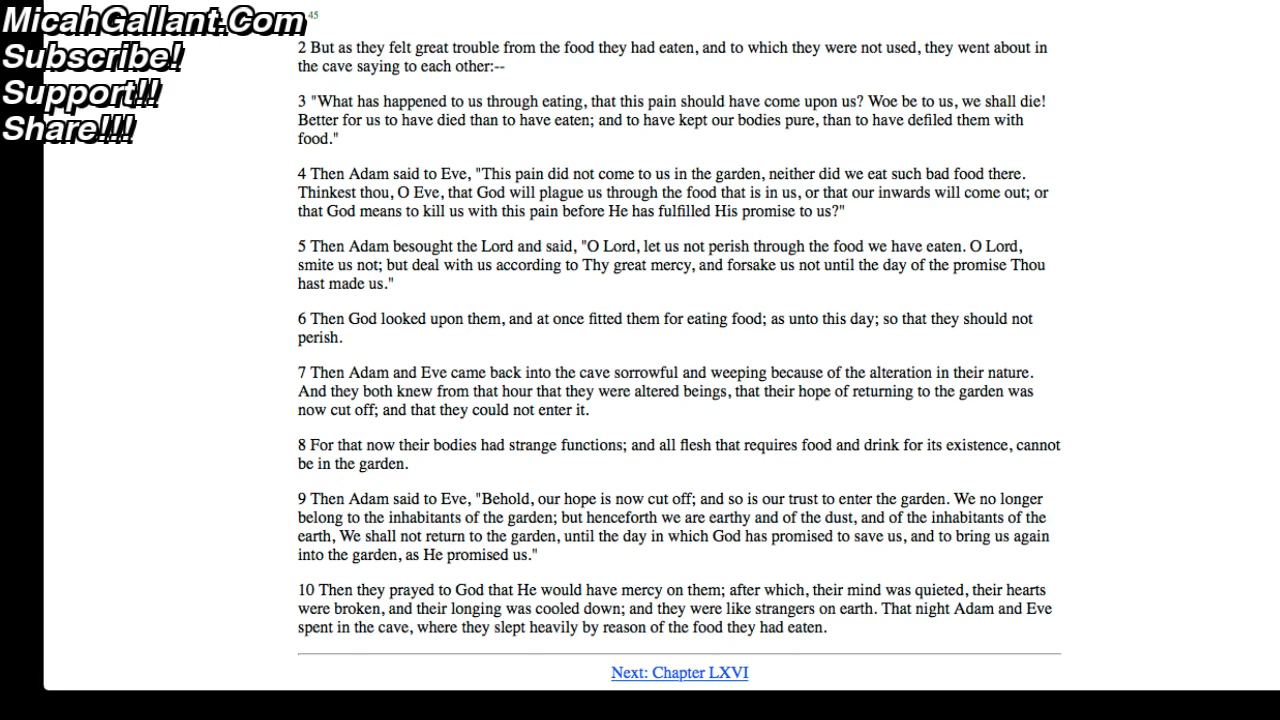 MicahGallant.Com
Subscribe!
Support!!
Share!!!
45
2 But as they felt great trouble from the food they had eaten, and to which they were not used, they went about in
the cave saying to each other:--
3 "What has happened to us through eating, that this pain should have come upon us? Woe be to us, we shall die!
Better for us to have died than to have eaten; and to have kept our bodies pure, than to have defiled them with
food."
4 Then Adam said to Eve, "This pain did not come to us in the garden, neither did we eat such bad food there.
Thinkest thou, O Eve, that God will plague us through the food that is in us, or that our inwards will come out; or
that God means to kill us with this pain before He has fulfilled His promise to us?"
5 Then Adam besought the Lord and said, "O Lord, let us not perish through the food we have eaten. O Lord,
smite us not; but deal with us according to Thy great mercy, and forsake us not until the day of the promise Thou
hast made us."
6 Then God looked upon them, and at once fitted them for eating food; as unto this day; so that they should not
perish.
7 Then Adam and Eve came back into the cave sorrowful and weeping because of the alteration in their nature.
And they both knew from that hour that they were altered beings, that their hope of returning to the garden was
now cut off; and that they could not enter it.
8 For that now their bodies had strange functions; and all flesh that requires food and drink for its existence, cannot
be in the garden.
9 Then Adam said to Eve, "Behold, our hope is now cut off; and so is our trust to enter the garden. We no longer
belong to the inhabitants of the garden; but henceforth we are earthy and of the dust, and of the inhabitants of the
earth, We shall not return to the garden, until the day in which God has promised to save us, and to bring us again
into the garden, as He promised us."
10 Then they prayed to God that He would have mercy on them; after which, their mind was quieted, their hearts
were broken, and their longing was cooled down; and they were like strangers on earth. That night Adam and Eve
spent in the cave, where they slept heavily by reason of the food they had eaten.
Next: Chapter LXVI